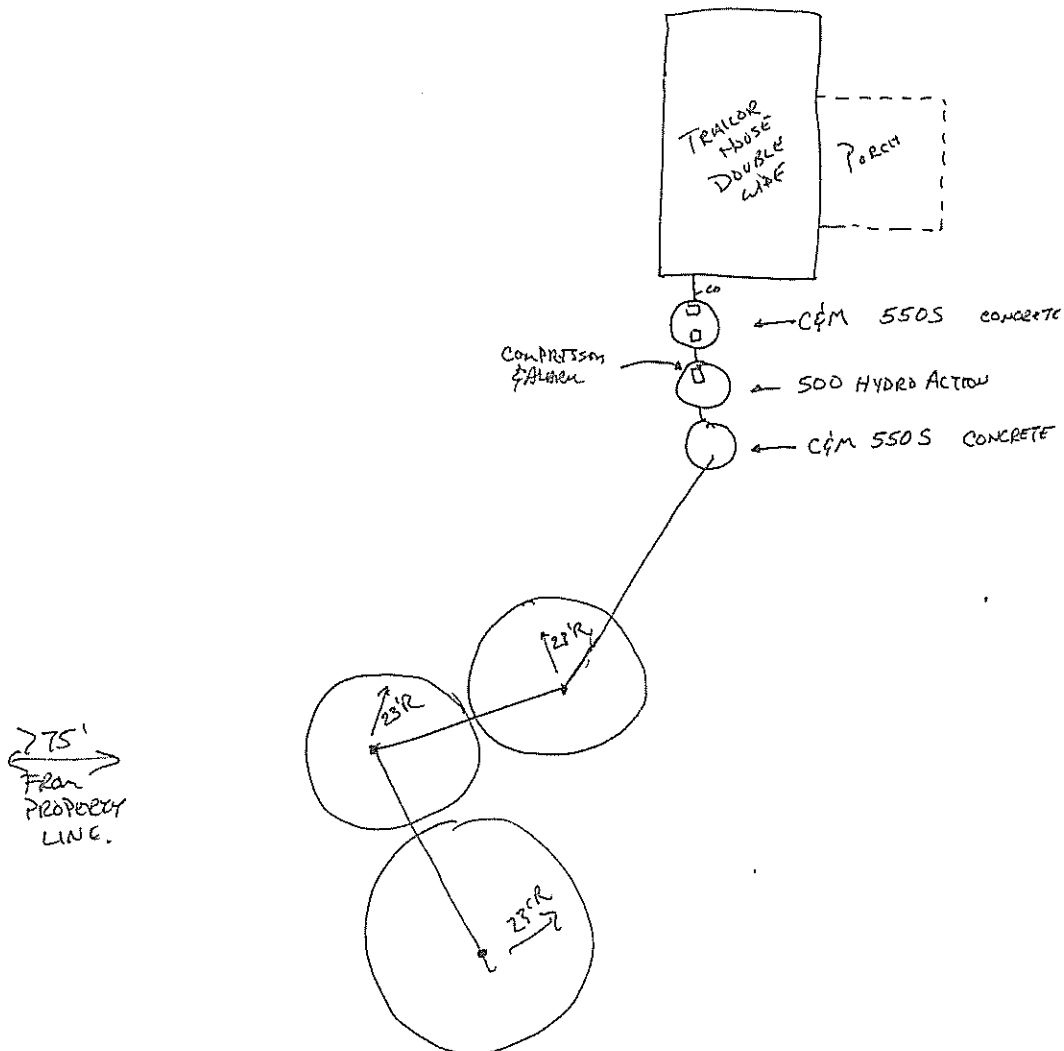 TRAILOR
HOUSE
DOUBLE
WIDE
PORCH
CO
C&M 550S CONCRETE
COMPRESSOR
& ALARM
500 HYDRO ACTION
C&M 550S CONCRETE
23'R
23'R
>75'
FROM
PROPERTY
LINE.
23'R